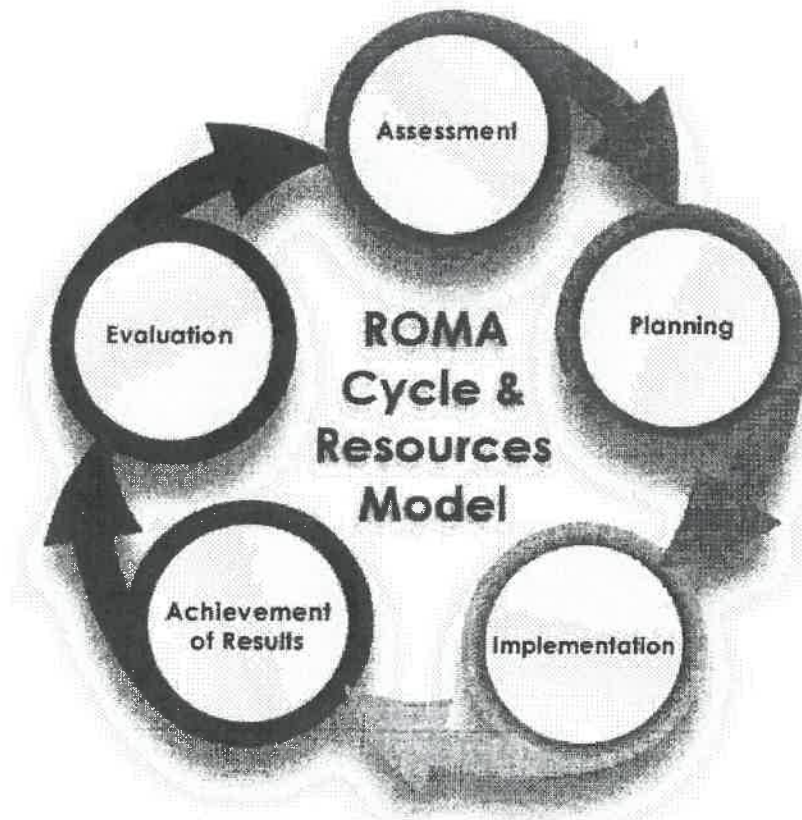 Assessment
Planning
Implementation
Achievement
of Results
Evaluation
ROMA
Cycle &
Resources
Model